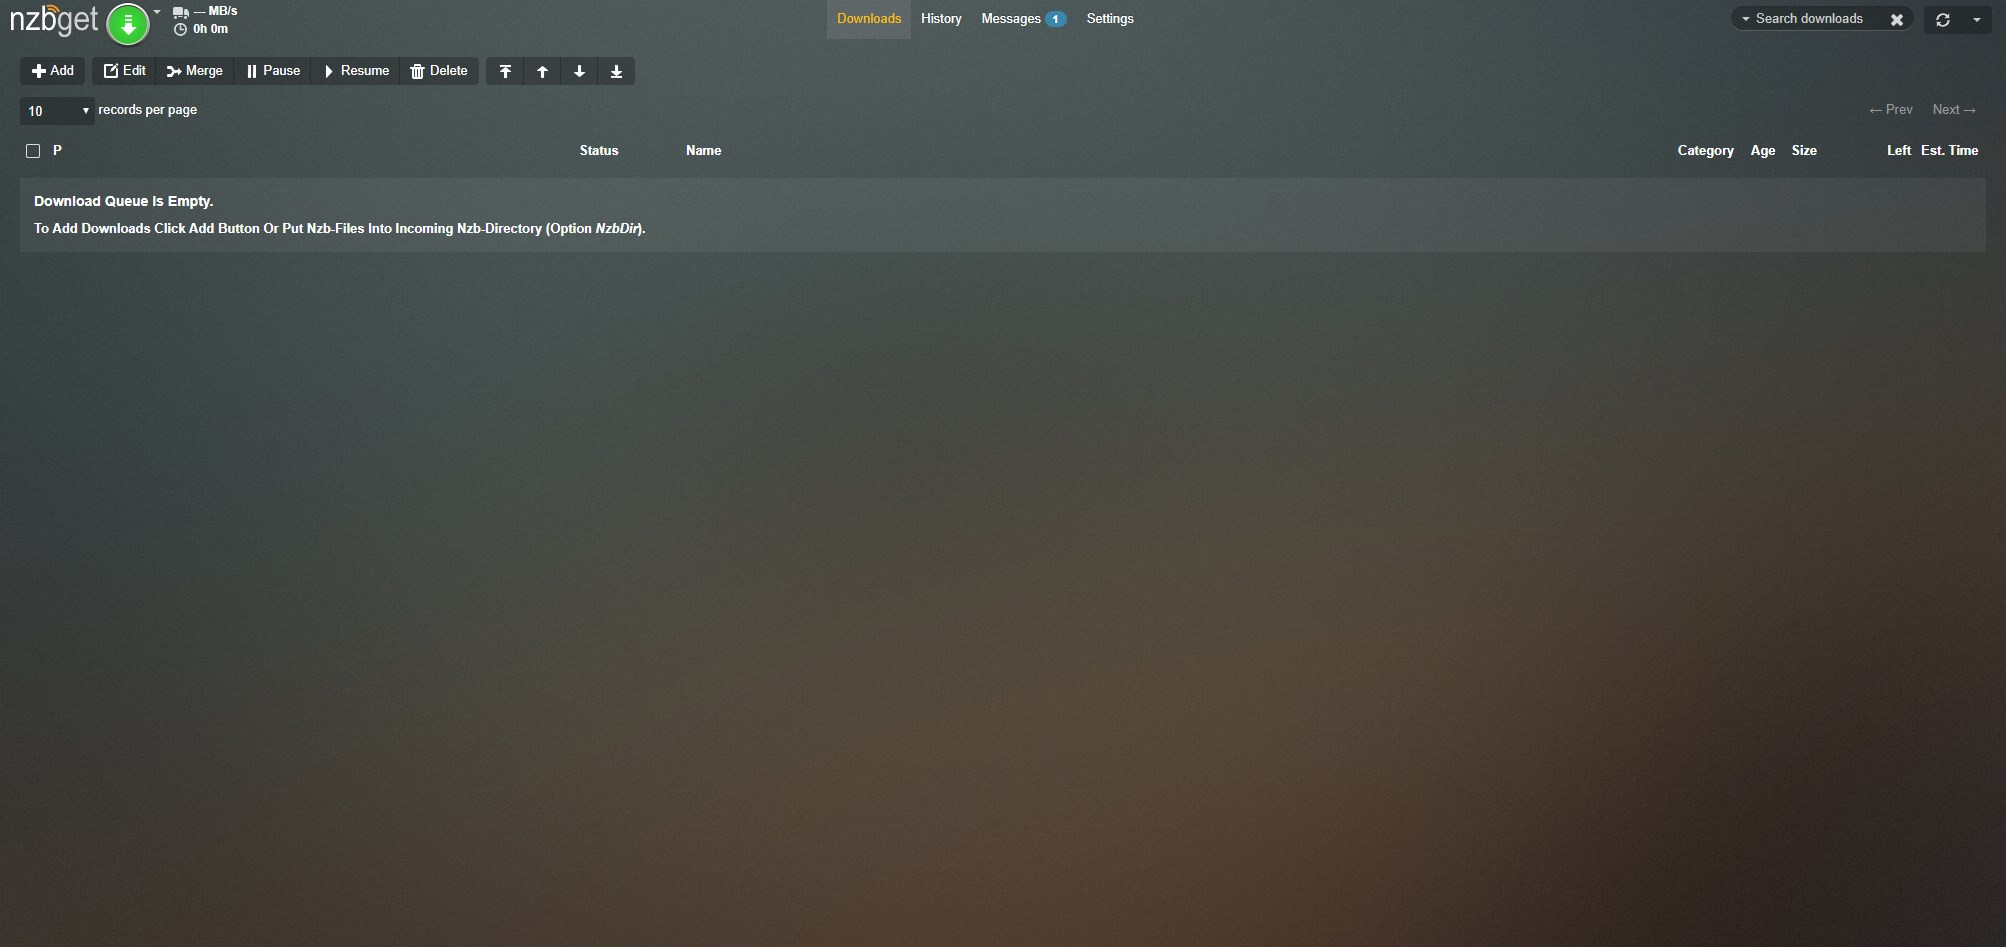 nzbget
--- MB/s
0h 0m
Downloads History Messages 1 Settings
Search downloads
Add Edit Merge Pause Resume Delete
10 records per page
← Prev Next →
P Status Name Category Age Size Left Est. Time
Download Queue Is Empty.
To Add Downloads Click Add Button Or Put Nzb-Files Into Incoming Nzb-Directory (Option NzbDir).